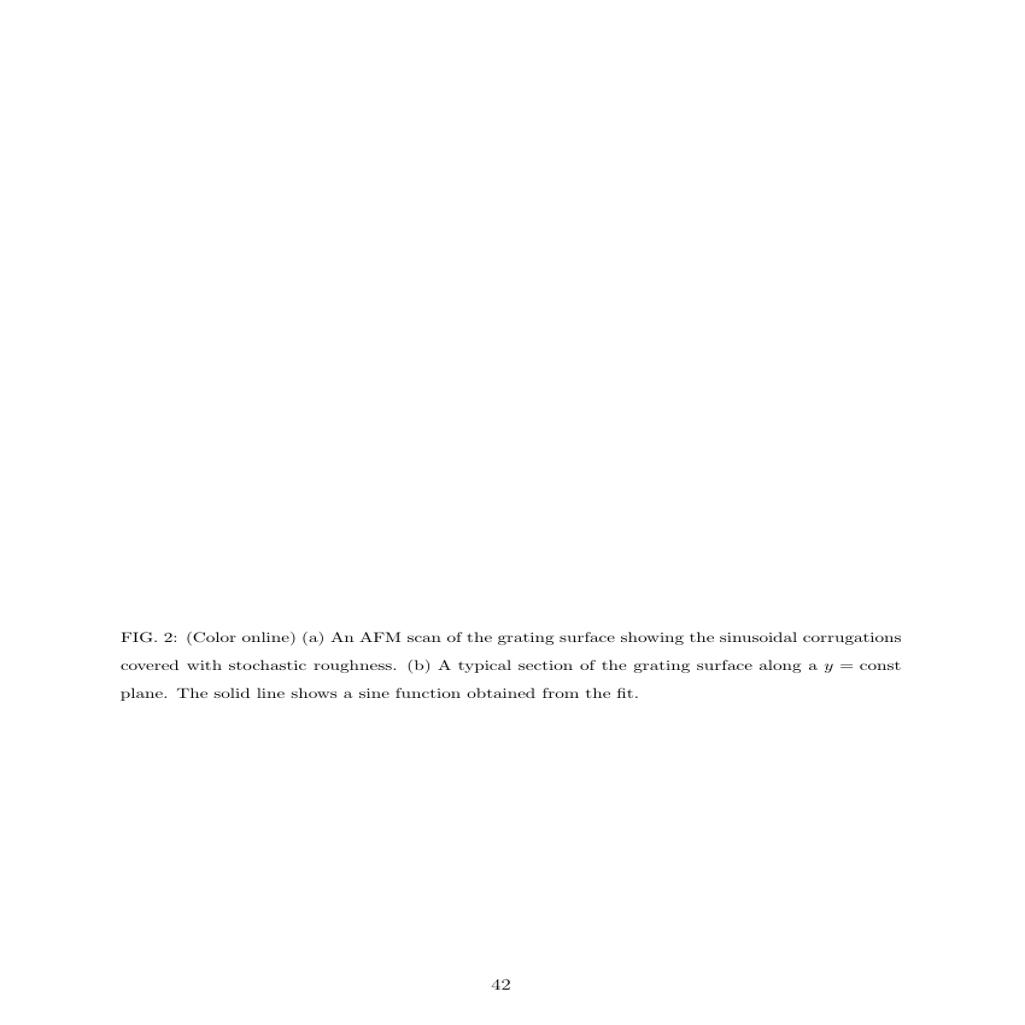 FIG. 2: (Color online) (a) An AFM scan of the grating surface showing the sinusoidal corrugations
covered with stochastic roughness. (b) A typical section of the grating surface along a y = const
plane. The solid line shows a sine function obtained from the fit.
42